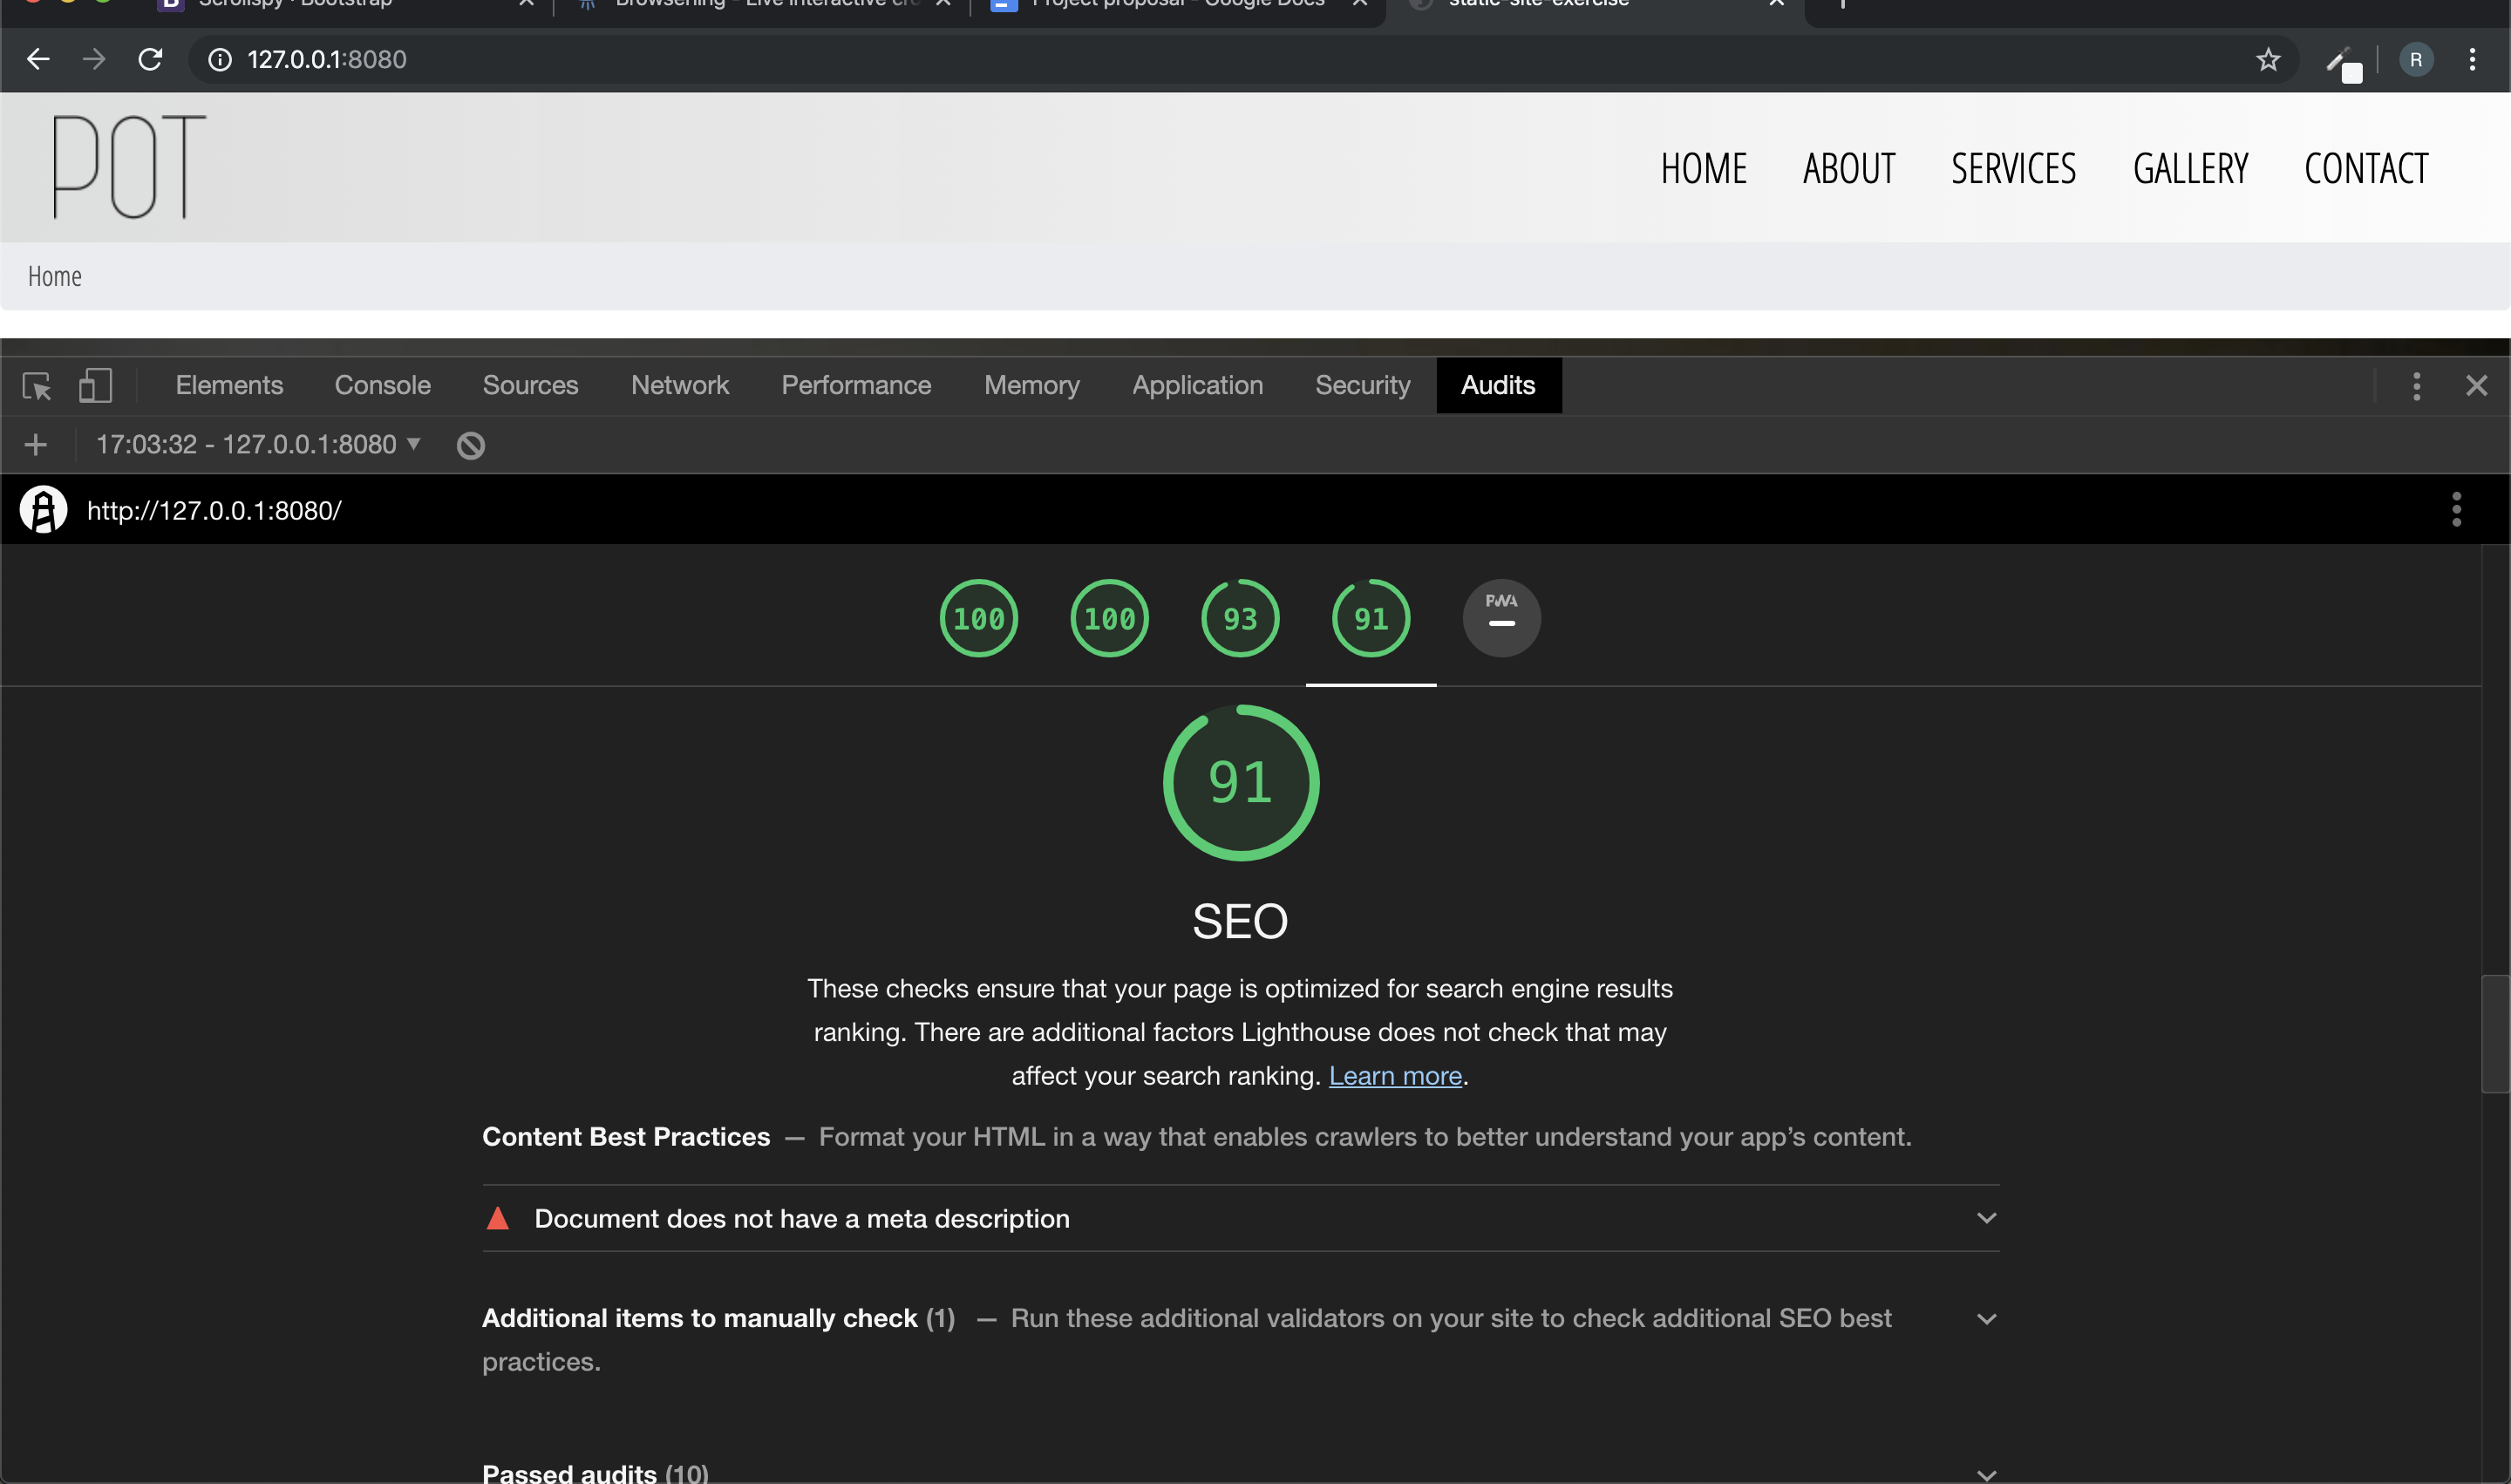 Scrollspy · Bootstrap
Browserling - Live interactive cro
Project proposal - Google Docs
static-site-exercise
127.0.0.1:8080
R
POT
HOME ABOUT SERVICES GALLERY CONTACT
Home
Elements Console Sources Network Performance Memory Application Security Audits
17:03:32 - 127.0.0.1:8080
http://127.0.0.1:8080/
100 100 93 91 PWA
91
SEO
These checks ensure that your page is optimized for search engine results
ranking. There are additional factors Lighthouse does not check that may
affect your search ranking. Learn more.
Content Best Practices — Format your HTML in a way that enables crawlers to better understand your app's content.
Document does not have a meta description
Additional items to manually check (1) — Run these additional validators on your site to check additional SEO best
practices.
Passed audits (10)